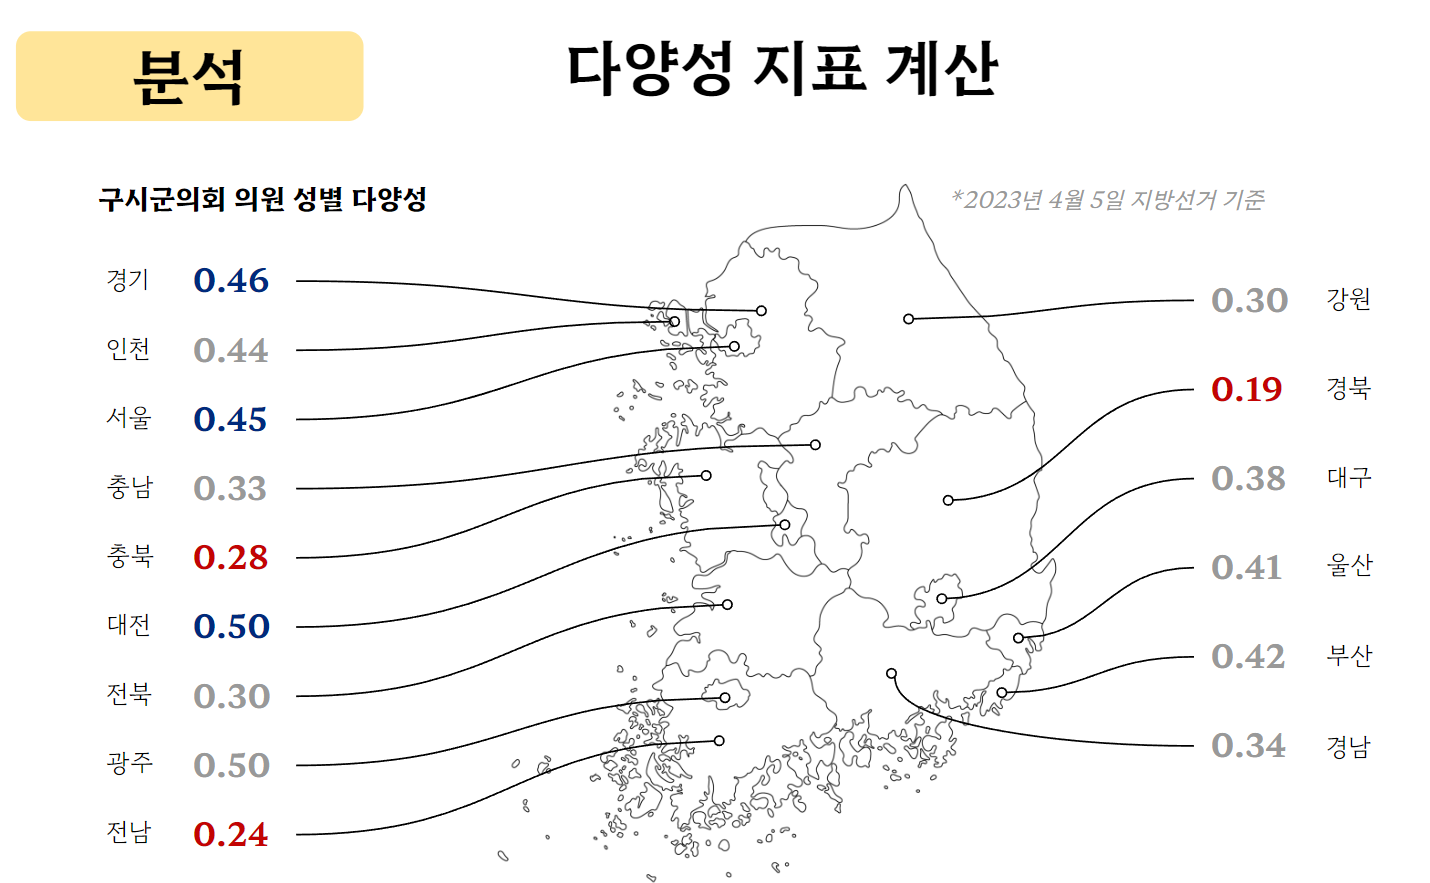 분석
다양성 지표 계산
구시군의회 의원 성별 다양성
*2023년 4월 5일 지방선거 기준
경기 0.46
인천 0.44
서울 0.45
충남 0.33
충북 0.28
대전 0.50
전북 0.30
광주 0.50
전남 0.24
0.30 강원
0.19 경북
0.38 대구
0.41 울산
0.42 부산
0.34 경남